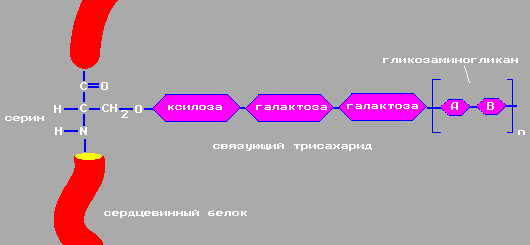 гликозаминогликан
C=O
H C CH2 O ксилоза галактоза галактоза A B n
серин
H N
связующий трисахарид
сердцевинный белок